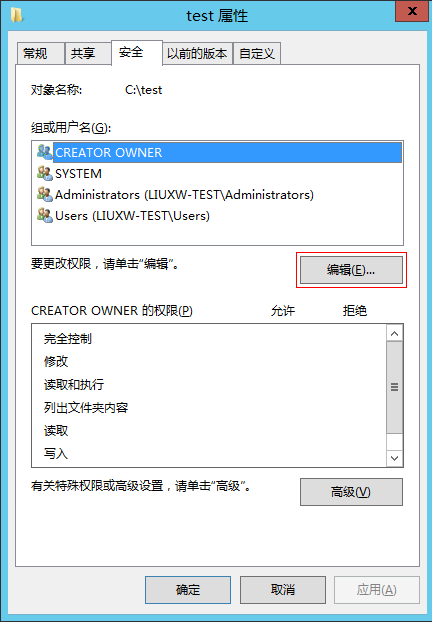 test 属性
常规 共享 安全 以前的版本 自定义
对象名称: C:\test
组或用户名(G):
CREATOR OWNER
SYSTEM
Administrators (LIUXW-TEST\Administrators)
Users (LIUXW-TEST\Users)
要更改权限，请单击“编辑”。
编辑(E)...
CREATOR OWNER 的权限(P) 允许 拒绝
完全控制
修改
读取和执行
列出文件夹内容
读取
写入
有关特殊权限或高级设置，请单击“高级”。
高级(V)
确定 取消 应用(A)